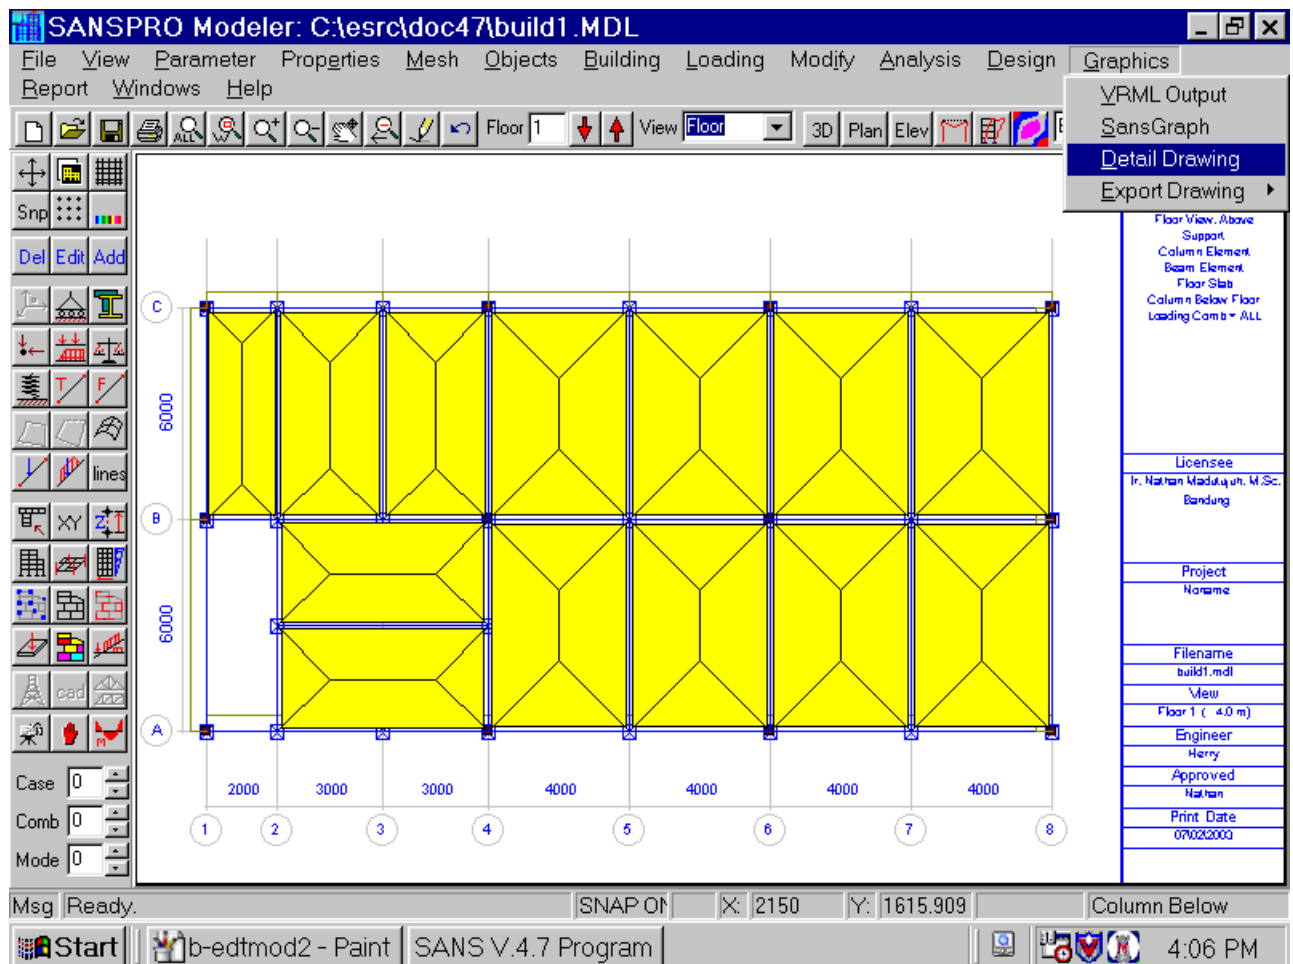 SANSPRO Modeler: C:\esrc\doc47\build1.MDL
File View Parameter Properties Mesh Objects Building Loading Modify Analysis Design Graphics
Report Windows Help
VRML Output
SansGraph
Detail Drawing
Export Drawing
ALL W Floor 1 View Floor 3D Plan Elev
Snp
Del Edit Add
T F
lines
XY Z
cad
M
Case 0
Comb 0
Mode 0
C
6000
B
6000
A
2000 3000 3000 4000 4000 4000 4000
1 2 3 4 5 6 7 8
Floor View. Above
Support
Column Element
Beam Element
Floor Slab
Column Below Floor
Loading Comb = ALL
Licensee
Ir. Nathan Madutujuh. M.Sc.
Bandung
Project
Noname
Filename
build1.mdl
View
Floor 1 ( 4.0 m)
Engineer
Herry
Approved
Nathan
Print Date
07/02/2003
Msg Ready. SNAP ON X: 2150 Y: 1615.909 Column Below
Start b-edtmod2 - Paint SANS V.4.7 Program 4:06 PM